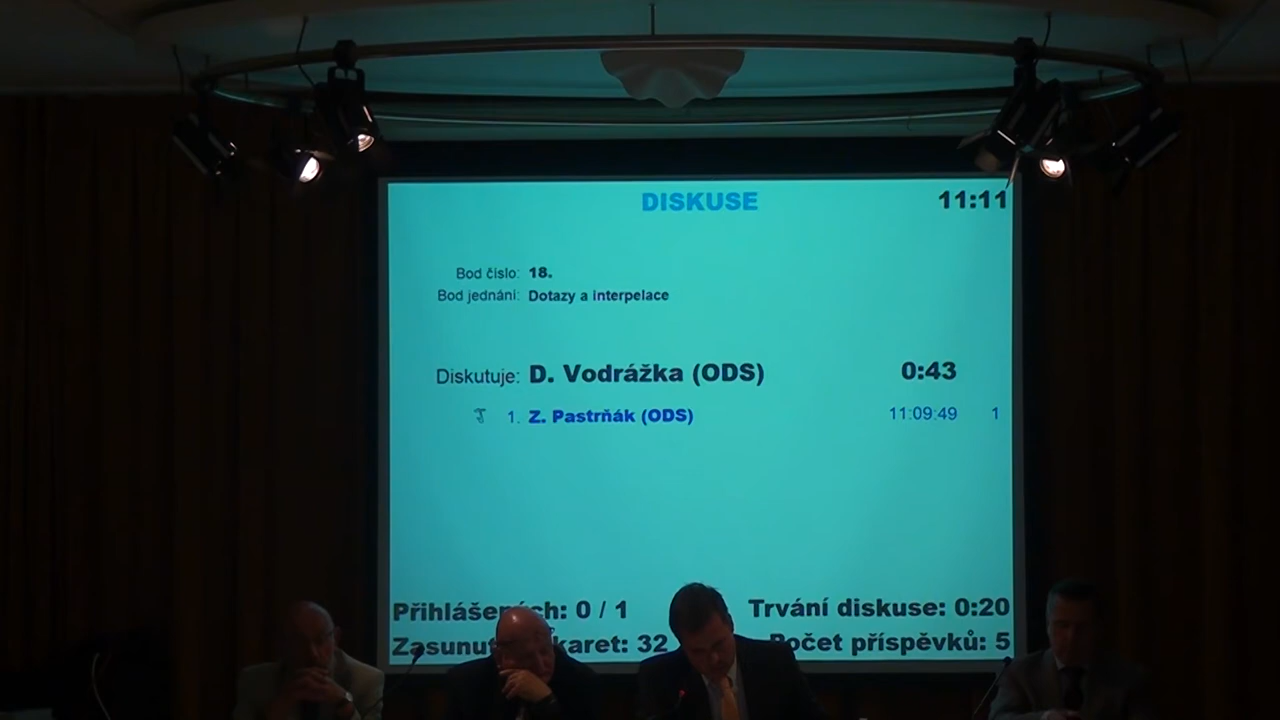 DISKUSE 11:11
Bod číslo: 18.
Bod jednání: Dotazy a interpelace
Diskutuje: D. Vodrážka (ODS) 0:43
1. Z. Pastrňák (ODS) 11:09:49 1
Přihlášených: 0 / 1 Trvání diskuse: 0:20
karet: 32 Počet příspěvků: 5